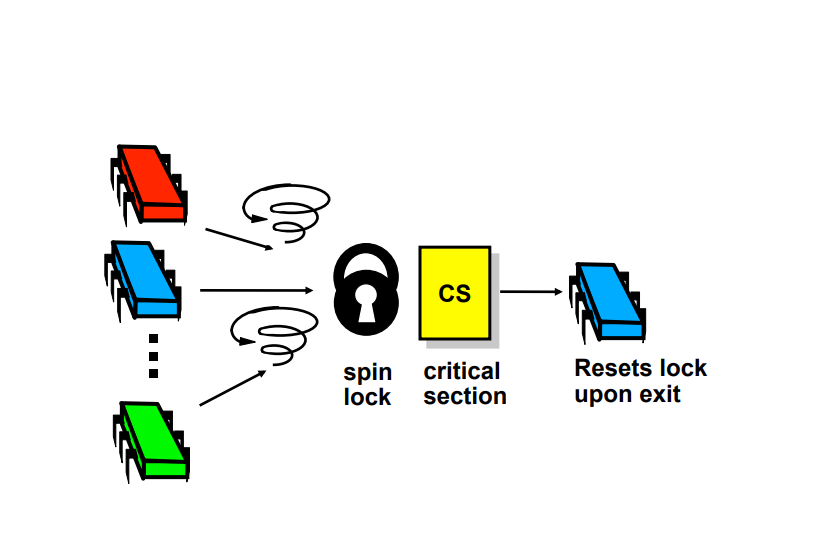 CS
spin
lock
critical
section
Resets lock
upon exit